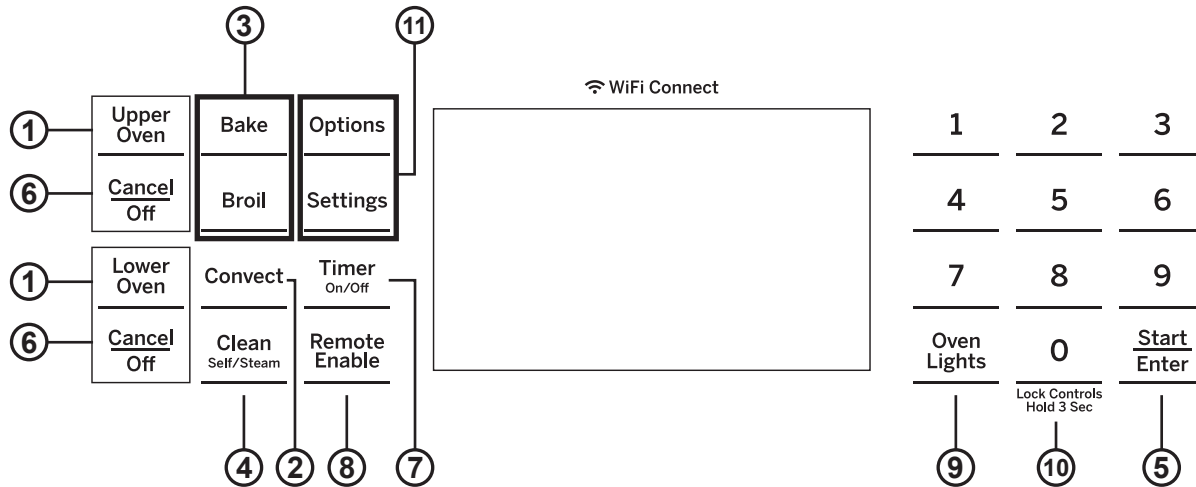 3
11
WiFi Connect
1
Upper
Oven
Bake
Options
1
2
3
6
Cancel
Off
Broil
Settings
4
5
6
1
Lower
Oven
Convect
Timer
On/Off
7
8
9
6
Cancel
Off
Clean
Self/Steam
Remote
Enable
Oven
Lights
0
Start
Enter
Lock Controls
Hold 3 Sec
4
2
8
7
9
10
5